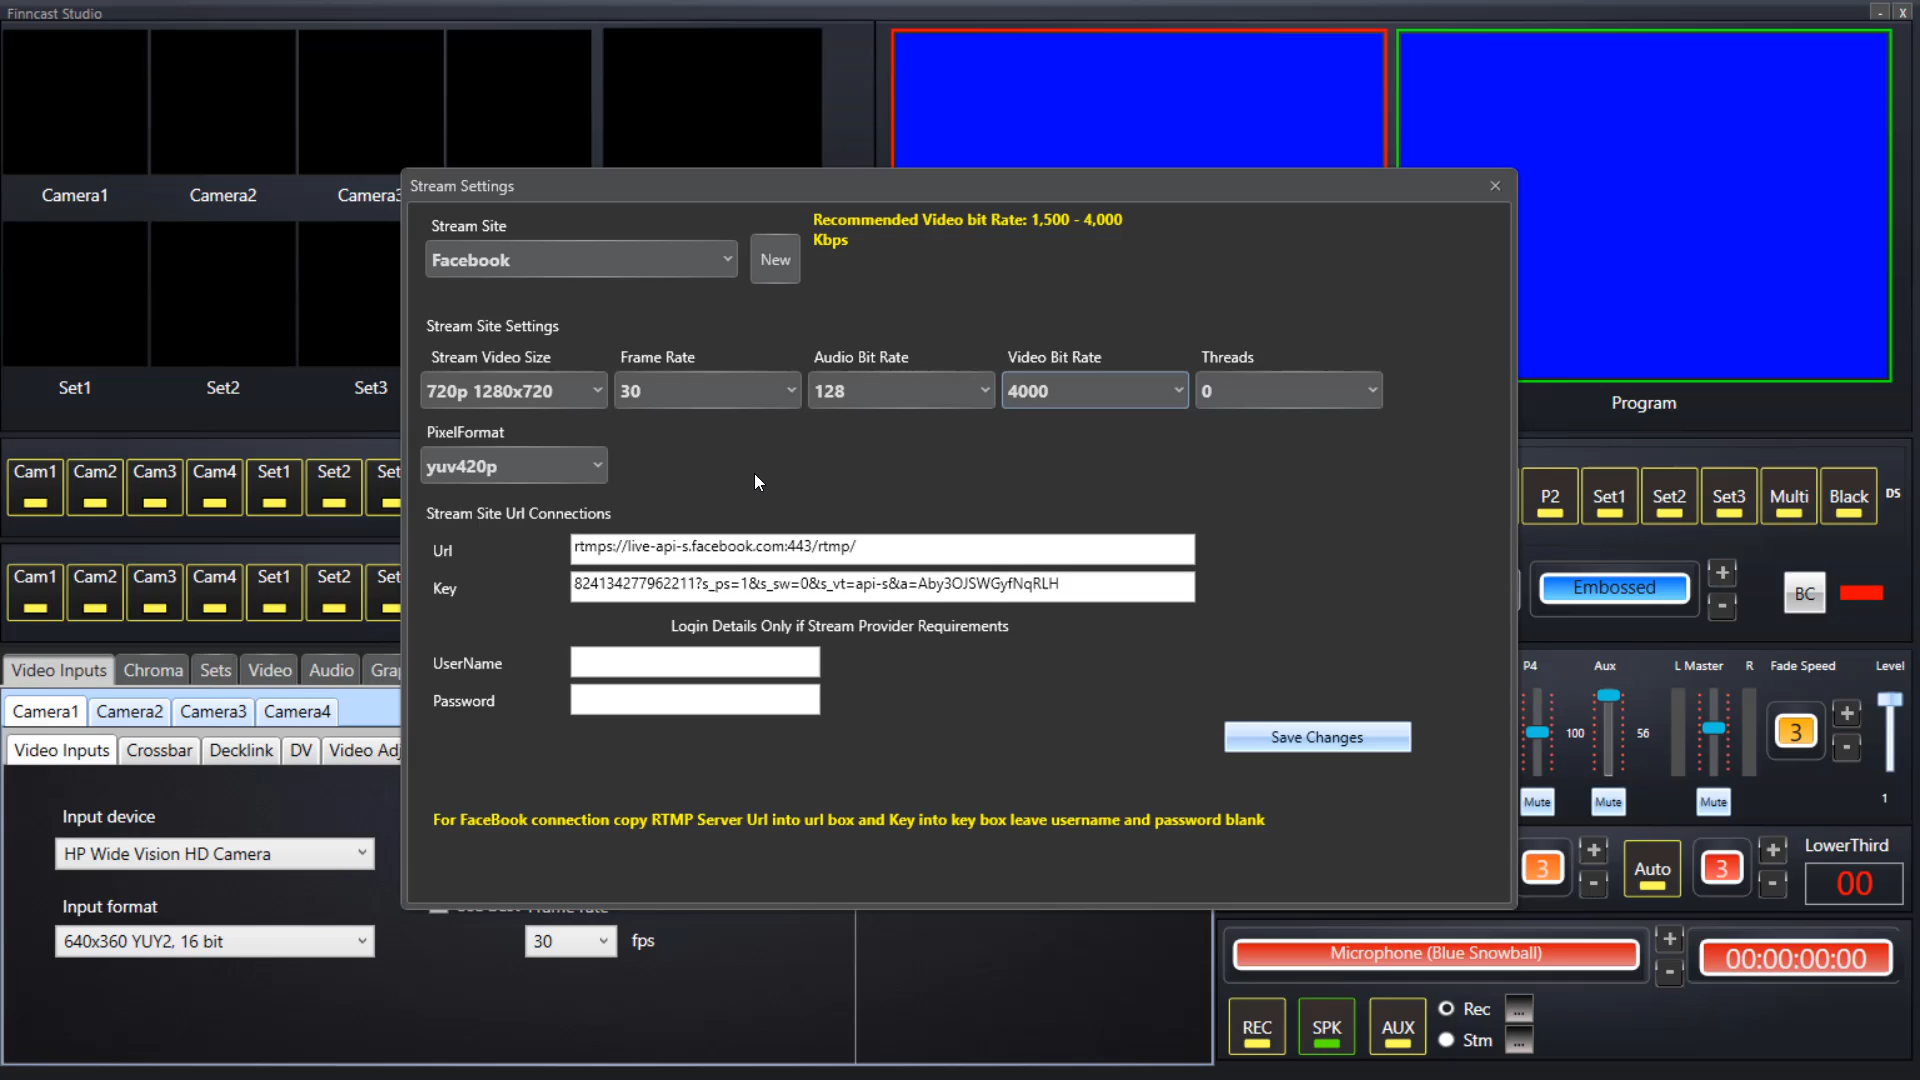 Finncast Studio
- X
Camera1 Camera2 Camera3
Set1 Set2 Set3
Program
Stream Settings
Stream Site
Facebook
New
Recommended Video bit Rate: 1,500 - 4,000
Kbps
Stream Site Settings
Stream Video Size Frame Rate Audio Bit Rate Video Bit Rate Threads
720p 1280x720 30 128 4000 0
PixelFormat
yuv420p
Stream Site Url Connections
Url rtmps://live-api-s.facebook.com:443/rtmp/
Key 824134277962211?s_ps=1&s_sw=0&s_vt=api-s&a=Aby3OJSWGyfNqRLH
Login Details Only if Stream Provider Requirements
UserName
Password
Save Changes
For FaceBook connection copy RTMP Server Url into url box and Key into key box leave username and password blank
Cam1 Cam2 Cam3 Cam4 Set1 Set2 Set
P2 Set1 Set2 Set3 Multi Black DS
Cam1 Cam2 Cam3 Cam4 Set1 Set2 Set
Embossed + - BC
Video Inputs Chroma Sets Video Audio Gra
Camera1 Camera2 Camera3 Camera4
Video Inputs Crossbar Decklink DV Video Adj
Input device
HP Wide Vision HD Camera
Input format
640x360 YUY2, 16 bit
30 fps
P4 Aux L Master R Fade Speed Level
100 56 3 + - 1
Mute Mute Mute
3 + - Auto 3 + - LowerThird
00
Microphone (Blue Snowball) + - 00:00:00:00
REC SPK AUX Rec ...
Stm ...